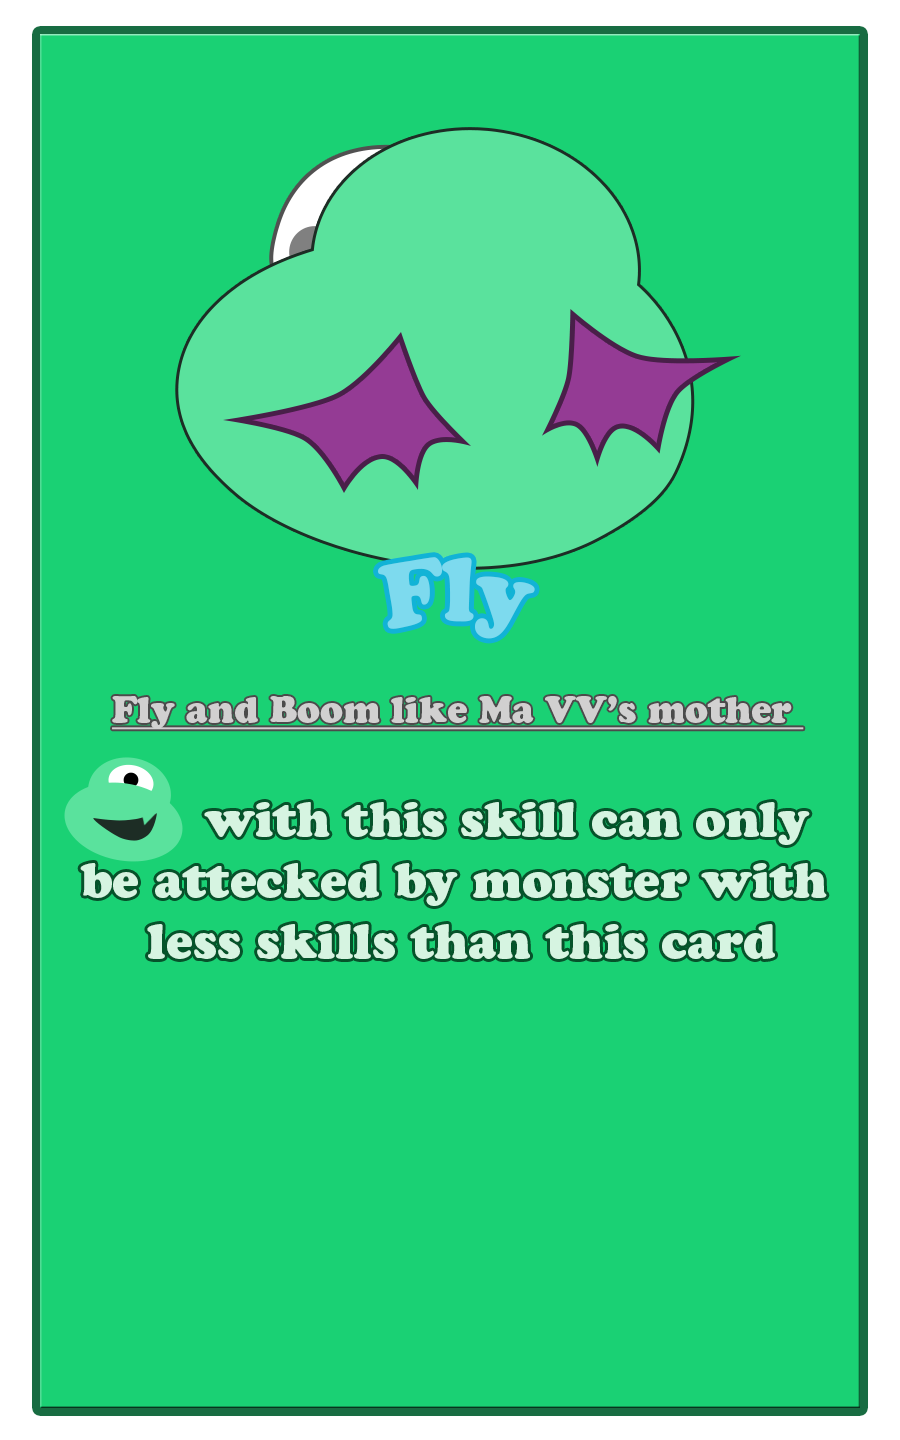 Fly
Fly and Boom like Ma VV's mother
with this skill can only
be attecked by monster with
less skills than this card